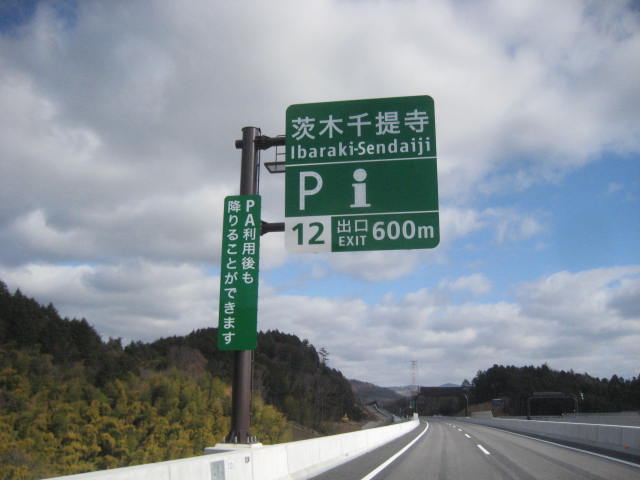 茨木千提寺
Ibaraki-Sendaiji
P i
12 出口 EXIT 600m
PA利用後も
降りることができます